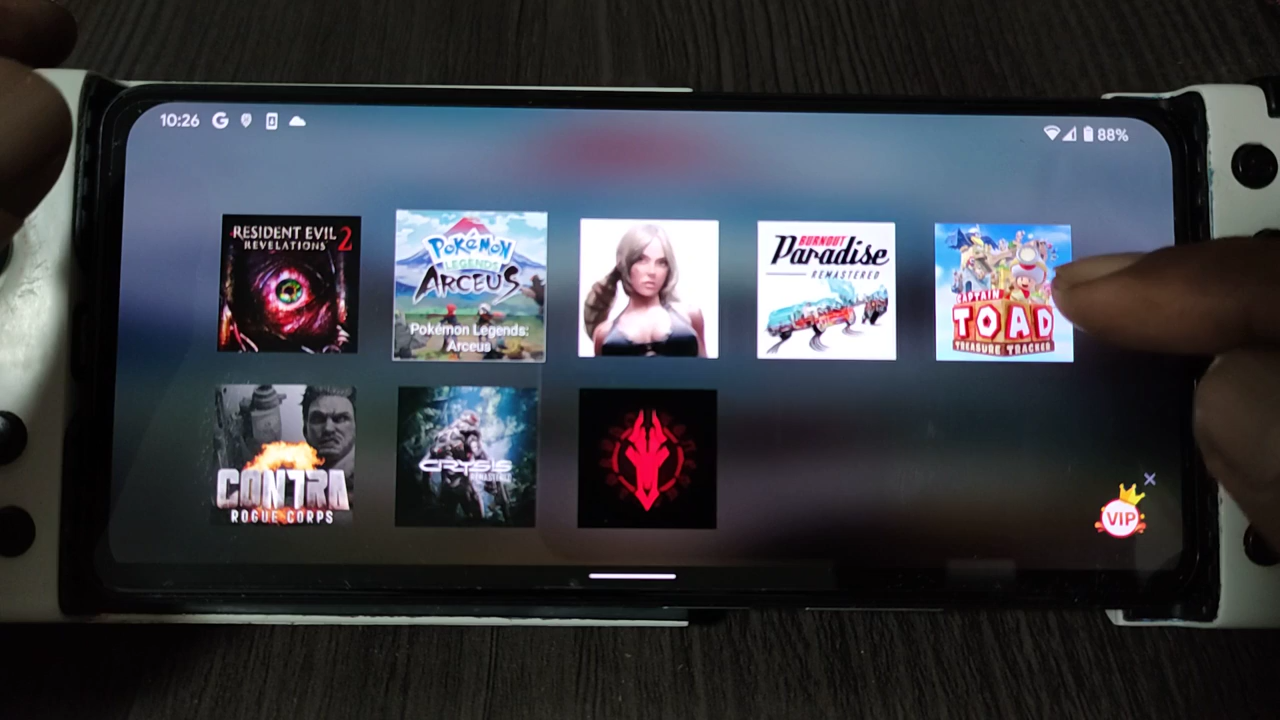 10:26 G
88%
RESIDENT EVIL
REVELATIONS 2
POKÉMON
LEGENDS
ARCEUS
Pokémon Legends:
Arceus
BURNOUT
Paradise
REMASTERED
CAPTAIN
TOAD
TREASURE TRACKER
CONTRA
ROGUE CORPS
CRYSIS
REMASTERED
VIP